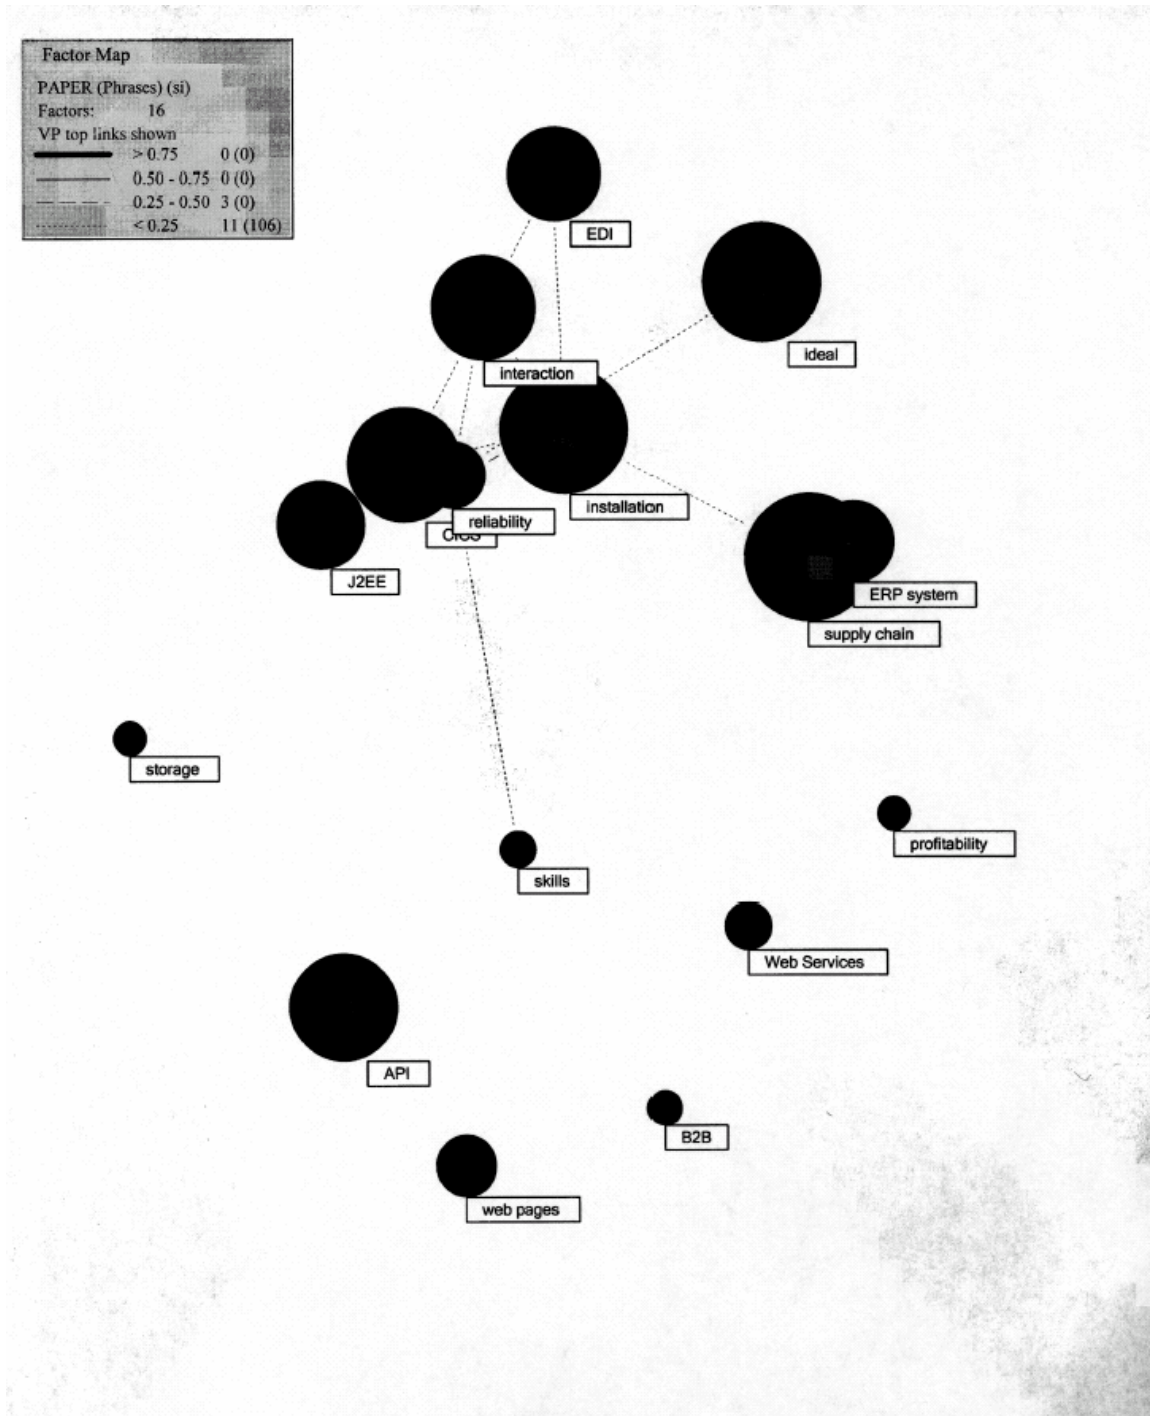 Factor Map
PAPER (Phrases) (si)
Factors: 16
VP top links shown
> 0.75 0 (0)
0.50 - 0.75 0 (0)
0.25 - 0.50 3 (0)
< 0.25 11 (106)
EDI
ideal
interaction
installation
reliability
J2EE
ERP system
supply chain
storage
profitability
skills
Web Services
API
B2B
web pages